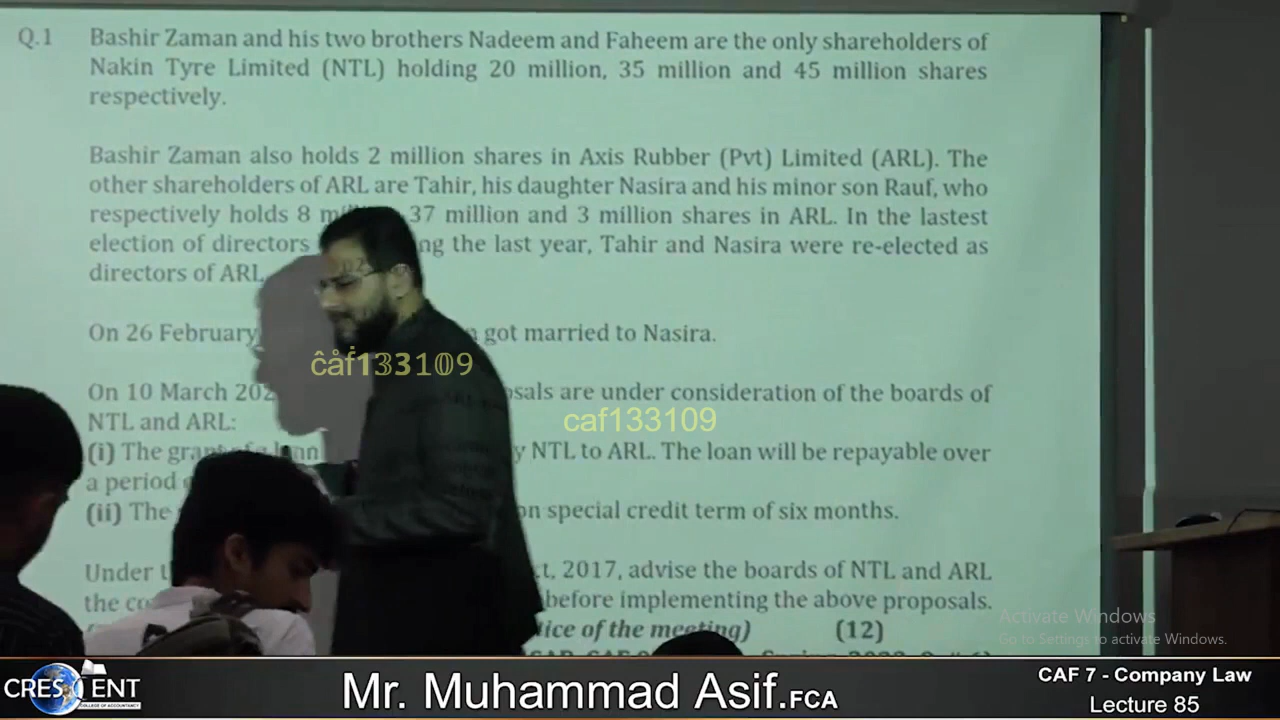 Q.1 Bashir Zaman and his two brothers Nadeem and Faheem are the only shareholders of
Nakin Tyre Limited (NTL) holding 20 million, 35 million and 45 million shares
respectively.
Bashir Zaman also holds 2 million shares in Axis Rubber (Pvt) Limited (ARL). The
other shareholders of ARL are Tahir, his daughter Nasira and his minor son Rauf, who
respectively holds 8 37 million and 3 million shares in ARL. In the lastest
election of directors the last year, Tahir and Nasira were re-elected as
directors of ARL
On 26 February got married to Nasira.
ĉåḟ𝟏𝟛𝟑𝟷𝟘𝟿
On 10 March are under consideration of the boards of
NTL and ARL:
caf133109
(i) The NTL to ARL. The loan will be repayable over
a period
(ii) The special credit term of six months.
Under 2017, advise the boards of NTL and ARL
the before implementing the above proposals.
of the meeting) (12)
Activate Windows
Go to Settings to activate Windows.
CRESCENT
COLLEGE OF ACCOUNTANCY
Mr. Muhammad Asif.FCA
CAF 7 - Company Law
Lecture 85